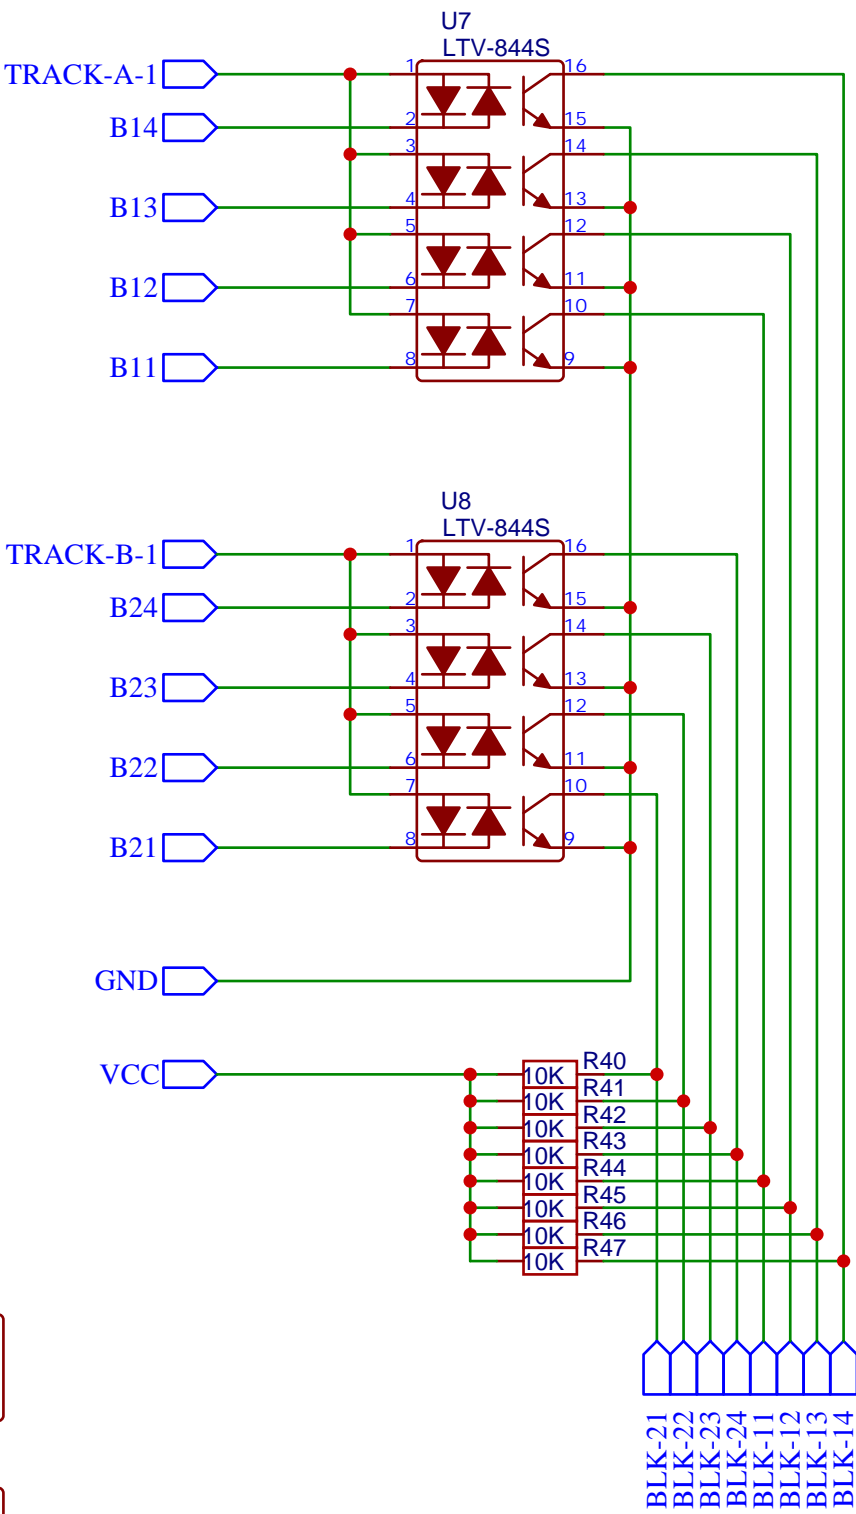 U7
LTV-844S
TRACK-A-1
1
16
B14
2
15
3
14
B13
4
13
5
12
B12
6
11
7
10
B11
8
9
U8
LTV-844S
TRACK-B-1
1
16
B24
2
15
3
14
B23
4
13
5
12
B22
6
11
7
10
B21
8
9
GND
VCC
10K R40
10K R41
10K R42
10K R43
10K R44
10K R45
10K R46
10K R47
BLK-21
BLK-22
BLK-23
BLK-24
BLK-11
BLK-12
BLK-13
BLK-14